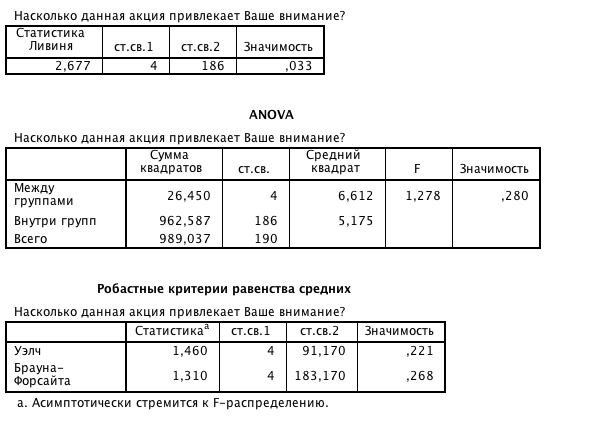 Насколько данная акция привлекает Ваше внимание?
Статистика
Ливиня ст.св.1 ст.св.2 Значимость
2,677 4 186 ,033
ANOVA
Насколько данная акция привлекает Ваше внимание?
Сумма Средний
квадратов ст.св. квадрат F Значимость
Между
группами 26,450 4 6,612 1,278 ,280
Внутри групп 962,587 186 5,175
Всего 989,037 190
Робастные критерии равенства средних
Насколько данная акция привлекает Ваше внимание?
Статистикаa ст.св.1 ст.св.2 Значимость
Уэлч 1,460 4 91,170 ,221
Брауна-
Форсайта 1,310 4 183,170 ,268
a. Асимптотически стремится к F-распределению.